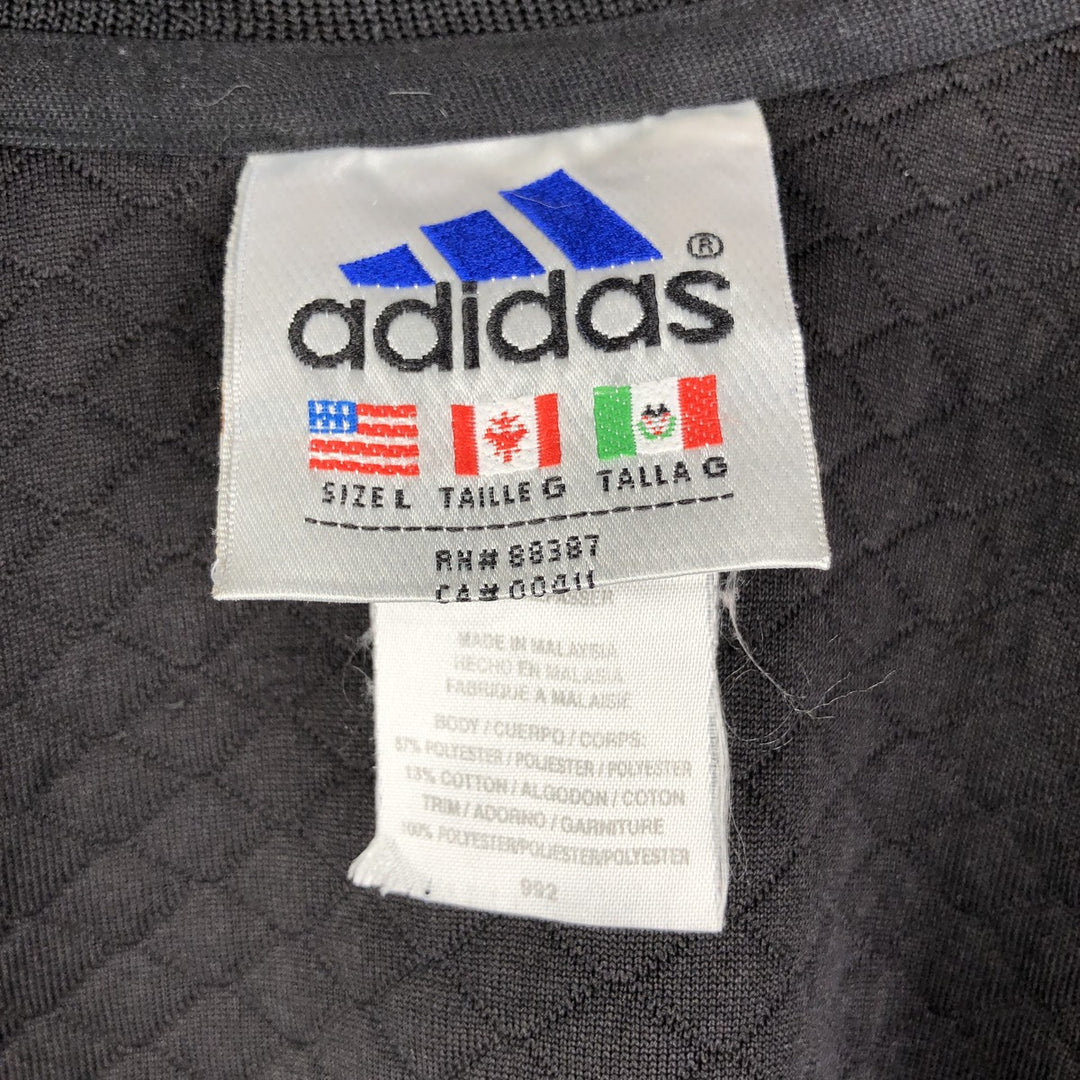 adidas®
SIZE L TAILLE G TALLA G
RN# 88387
CA# 00411
MADE IN MALAYSIA
HECHO EN MALASIA
FABRIQUE A MALAISIE
BODY / CUERPO / CORPS:
POLYESTER / POLIESTER / POLYESTER
13% COTTON / ALGODON / COTON
TRIM / ADORNO / GARNITURE
100% POLYESTER/POLIESTER/POLYESTER
992